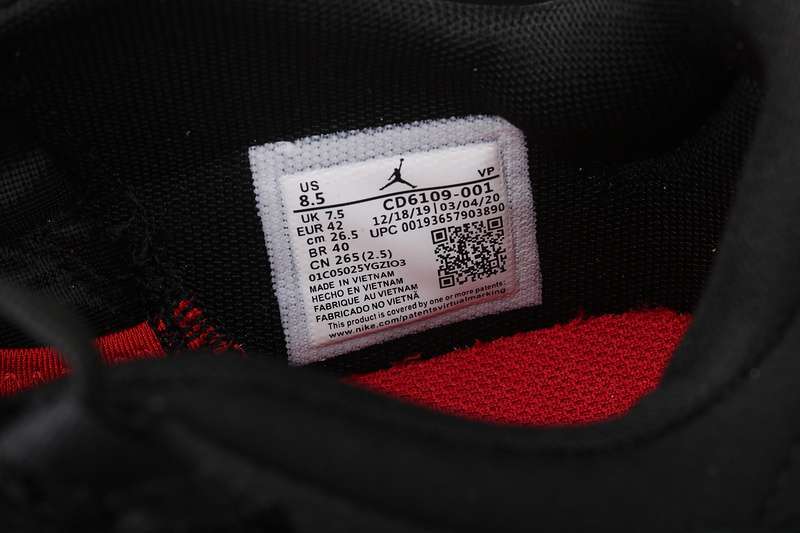 US
8.5
VP
CD6109-001
UK 7.5
12/18/19 | 03/04/20
EUR 42
UPC 00193657903890
cm 26.5
BR 40
CN 265(2.5)
01C05025YGZIO3
MADE IN VIETNAM
HECHO EN VIETNAM
FABRIQUE AU VIETNAM
FABRICADO NO VIETNÃ
This product is covered by one or more patents:
www.nike.com/patentsvirtualmarking